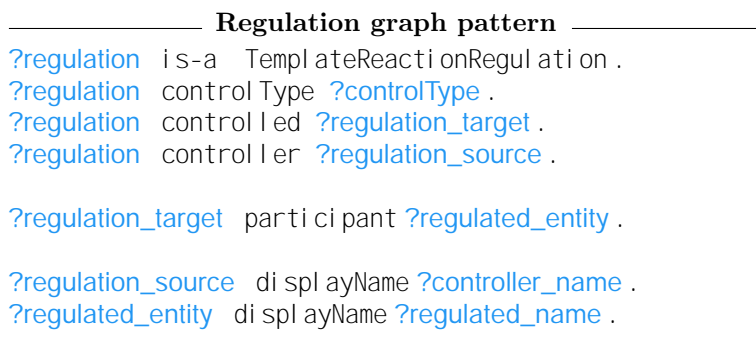 Regulation graph pattern
?regulation is-a TemplateReactionRegulation .
?regulation controlType ?controlType .
?regulation controlled ?regulation_target .
?regulation controller ?regulation_source .
?regulation_target participant ?regulated_entity .
?regulation_source displayName ?controller_name .
?regulated_entity displayName ?regulated_name .